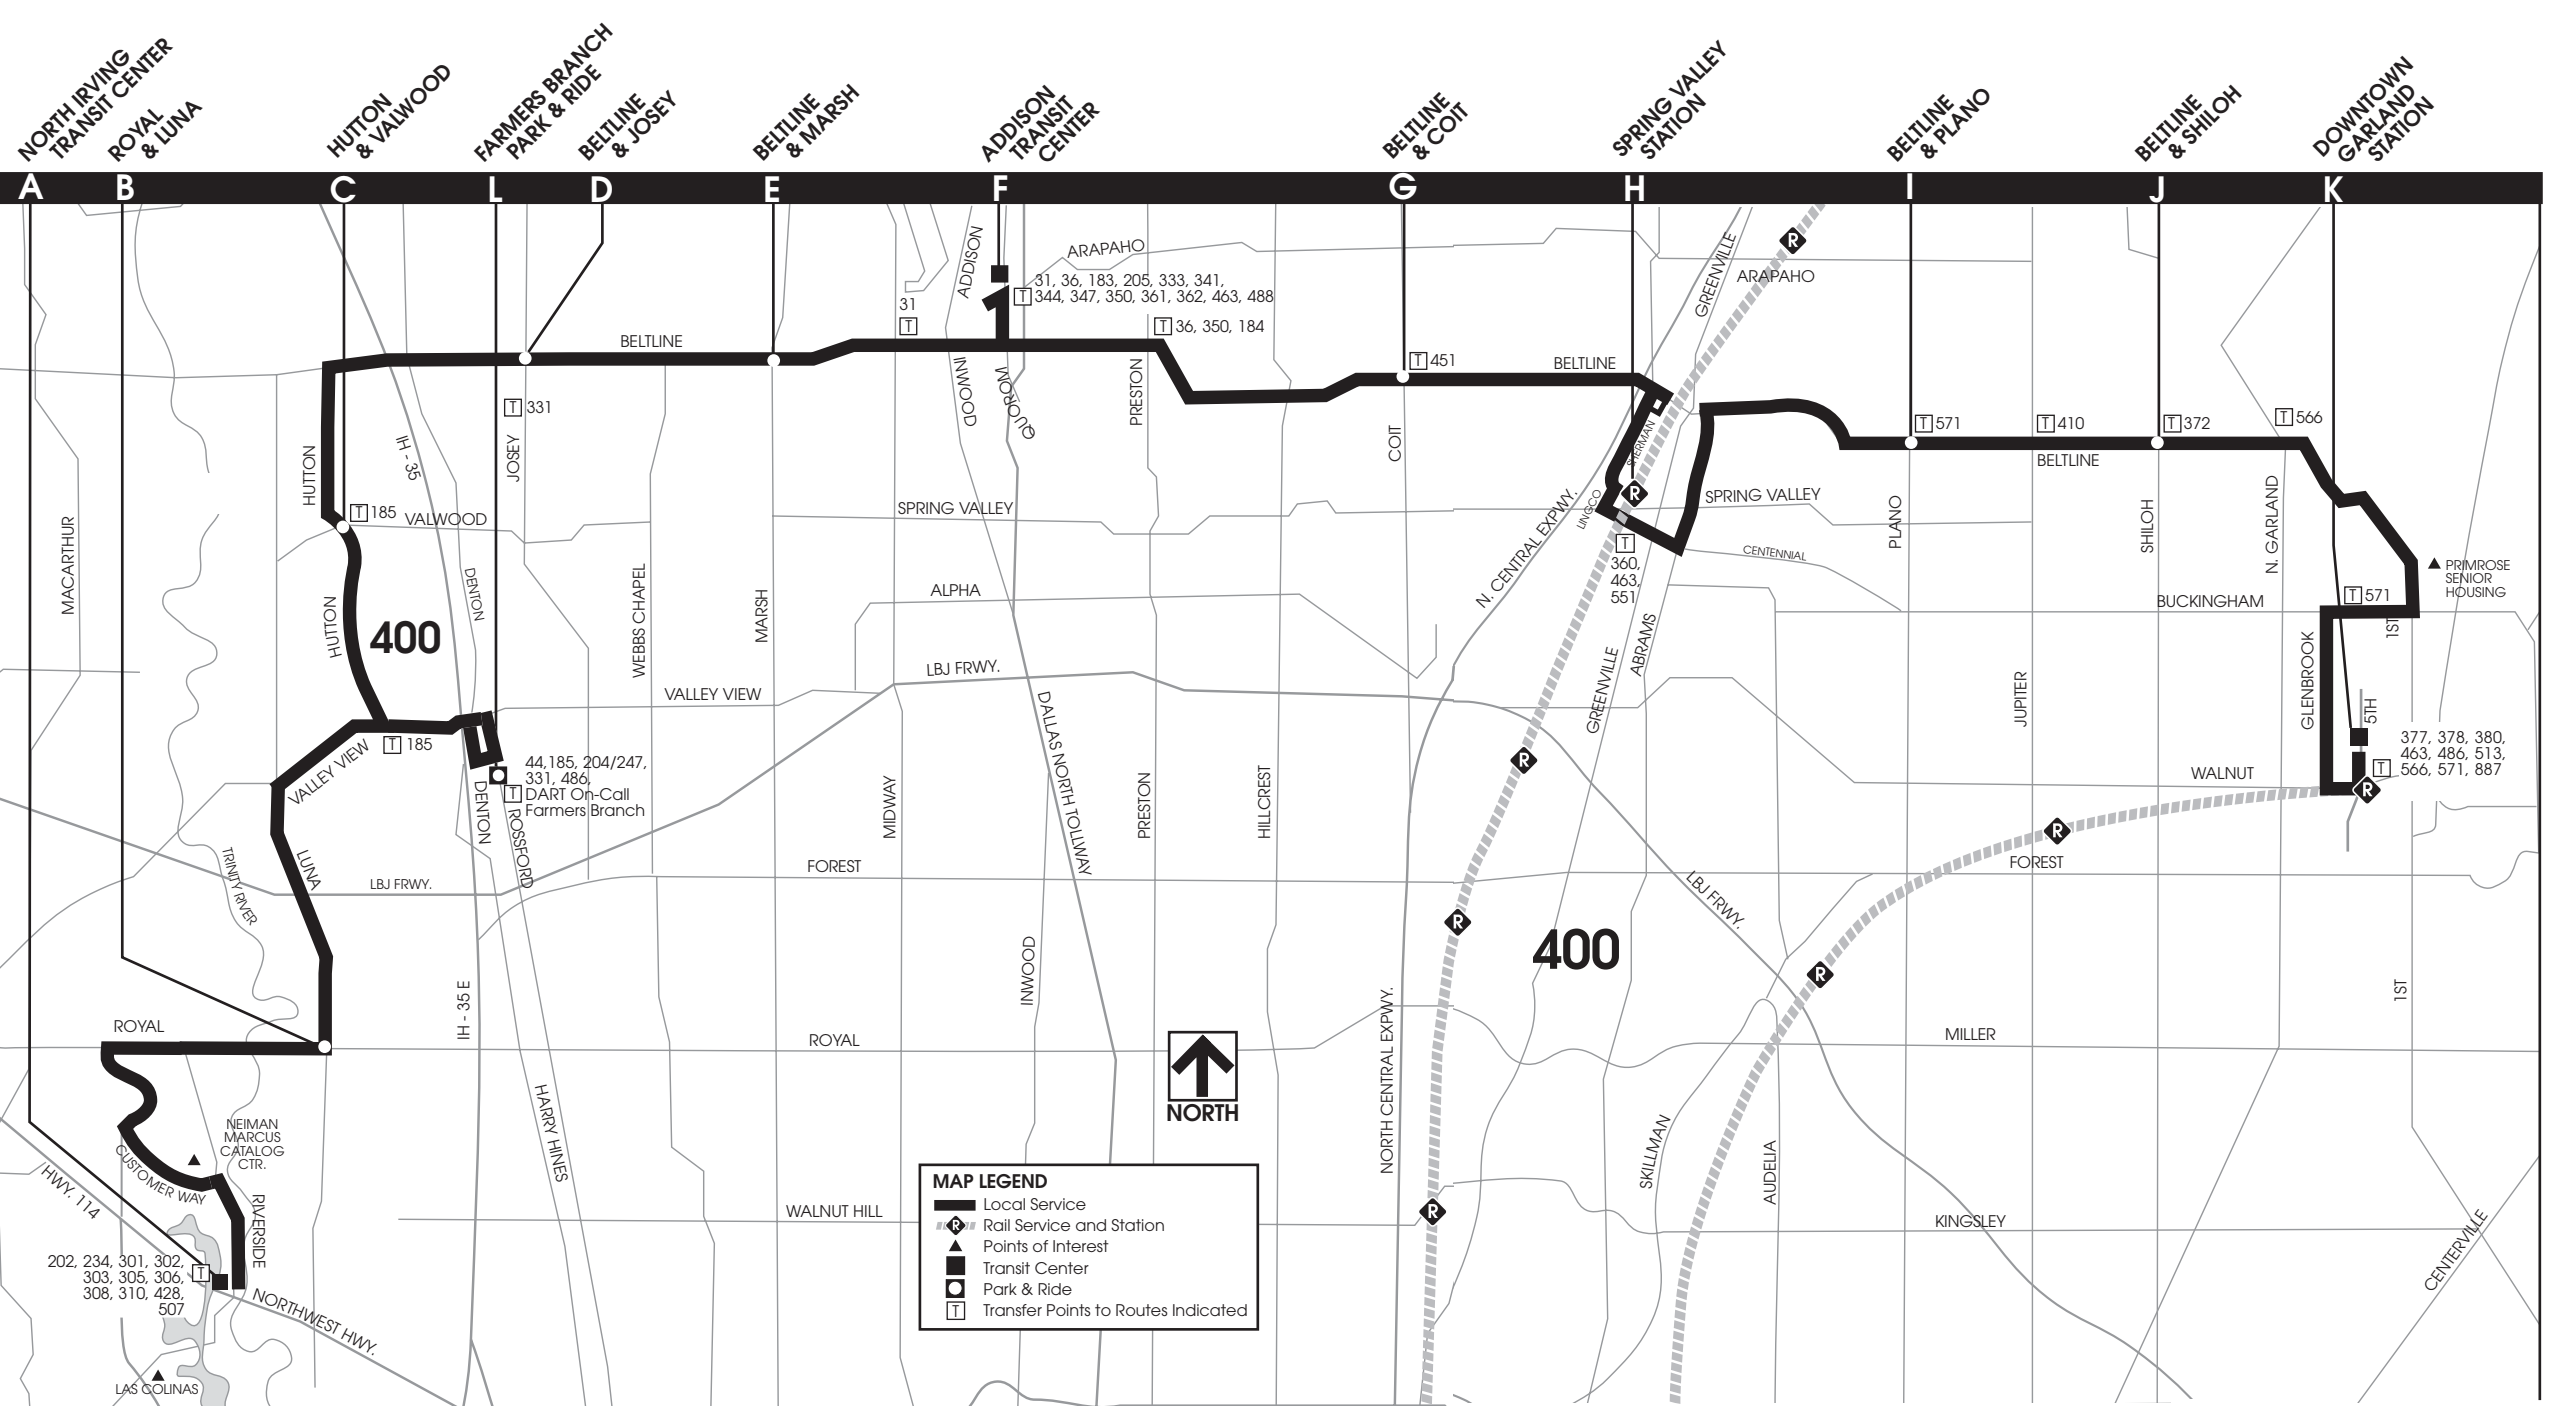 NORTH IRVING
TRANSIT CENTER
ROYAL
& LUNA
HUTTON
& VALWOOD
FARMERS BRANCH
PARK & RIDE
BELTLINE
& JOSEY
BELTLINE
& MARSH
ADDISON
TRANSIT
CENTER
BELTLINE
& COIT
SPRING VALLEY
STATION
BELTLINE
& PLANO
BELTLINE
& SHILOH
DOWNTOWN
GARLAND
STATION
A B C L D E F G H I J K
ADDISON
ARAPAHO
GREENVILLE
ARAPAHO
R
31, 36, 183, 205, 333, 341,
T 344, 347, 350, 361, 362, 463, 488
31
T
T 36, 350, 184
BELTLINE
T 451
BELTLINE
INWOOD
QUOROM
PRESTON
T 331
T 571
T 410
T 372
T 566
BELTLINE
HUTTON
IH - 35
JOSEY
COIT
SHERMAN
R
LINGCO
N. CENTRAL EXPWY.
SPRING VALLEY
SPRING VALLEY
PLANO
SHILOH
N. GARLAND
T 185
VALWOOD
MACARTHUR
T
360,
463,
551
CENTENNIAL
PRIMROSE
SENIOR
HOUSING
DENTON
WEBBS CHAPEL
MARSH
ALPHA
BUCKINGHAM
T 571
1ST
HUTTON
400
ABRAMS
GREENVILLE
GLENBROOK
LBJ FRWY.
VALLEY VIEW
JUPITER
5TH
DALLAS NORTH TOLLWAY
T 185
VALLEY VIEW
44,185, 204/247,
331, 486,
T DART On-Call
Farmers Branch
377, 378, 380,
463, 486, 513,
T 566, 571, 887
R
R
WALNUT
DENTON
ROSSFORD
MIDWAY
PRESTON
HILLCREST
R
LUNA
TRINITY RIVER
LBJ FRWY.
FOREST
FOREST
LBJ FRWY.
R
400
R
IH - 35 E
INWOOD
1ST
ROYAL
ROYAL
MILLER
NORTH CENTRAL EXPWY.
NORTH
HARRY HINES
NEIMAN
MARCUS
CATALOG
CTR.
CUSTOMER WAY
HWY. 114
RIVERSIDE
SKILLMAN
AUDELIA
WALNUT HILL
R
KINGSLEY
CENTERVILLE
202, 234, 301, 302,
303, 305, 306, T
308, 310, 428,
507
NORTHWEST HWY.
LAS COLINAS
MAP LEGEND
Local Service
R Rail Service and Station
Points of Interest
Transit Center
Park & Ride
T Transfer Points to Routes Indicated